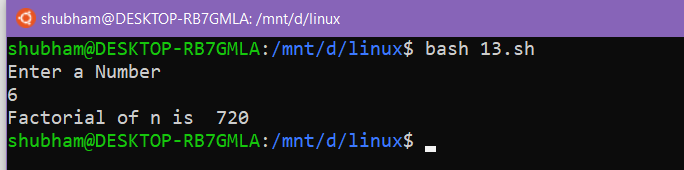 shubham@DESKTOP-RB7GMLA: /mnt/d/linux
shubham@DESKTOP-RB7GMLA:/mnt/d/linux$ bash 13.sh
Enter a Number
6
Factorial of n is  720
shubham@DESKTOP-RB7GMLA:/mnt/d/linux$